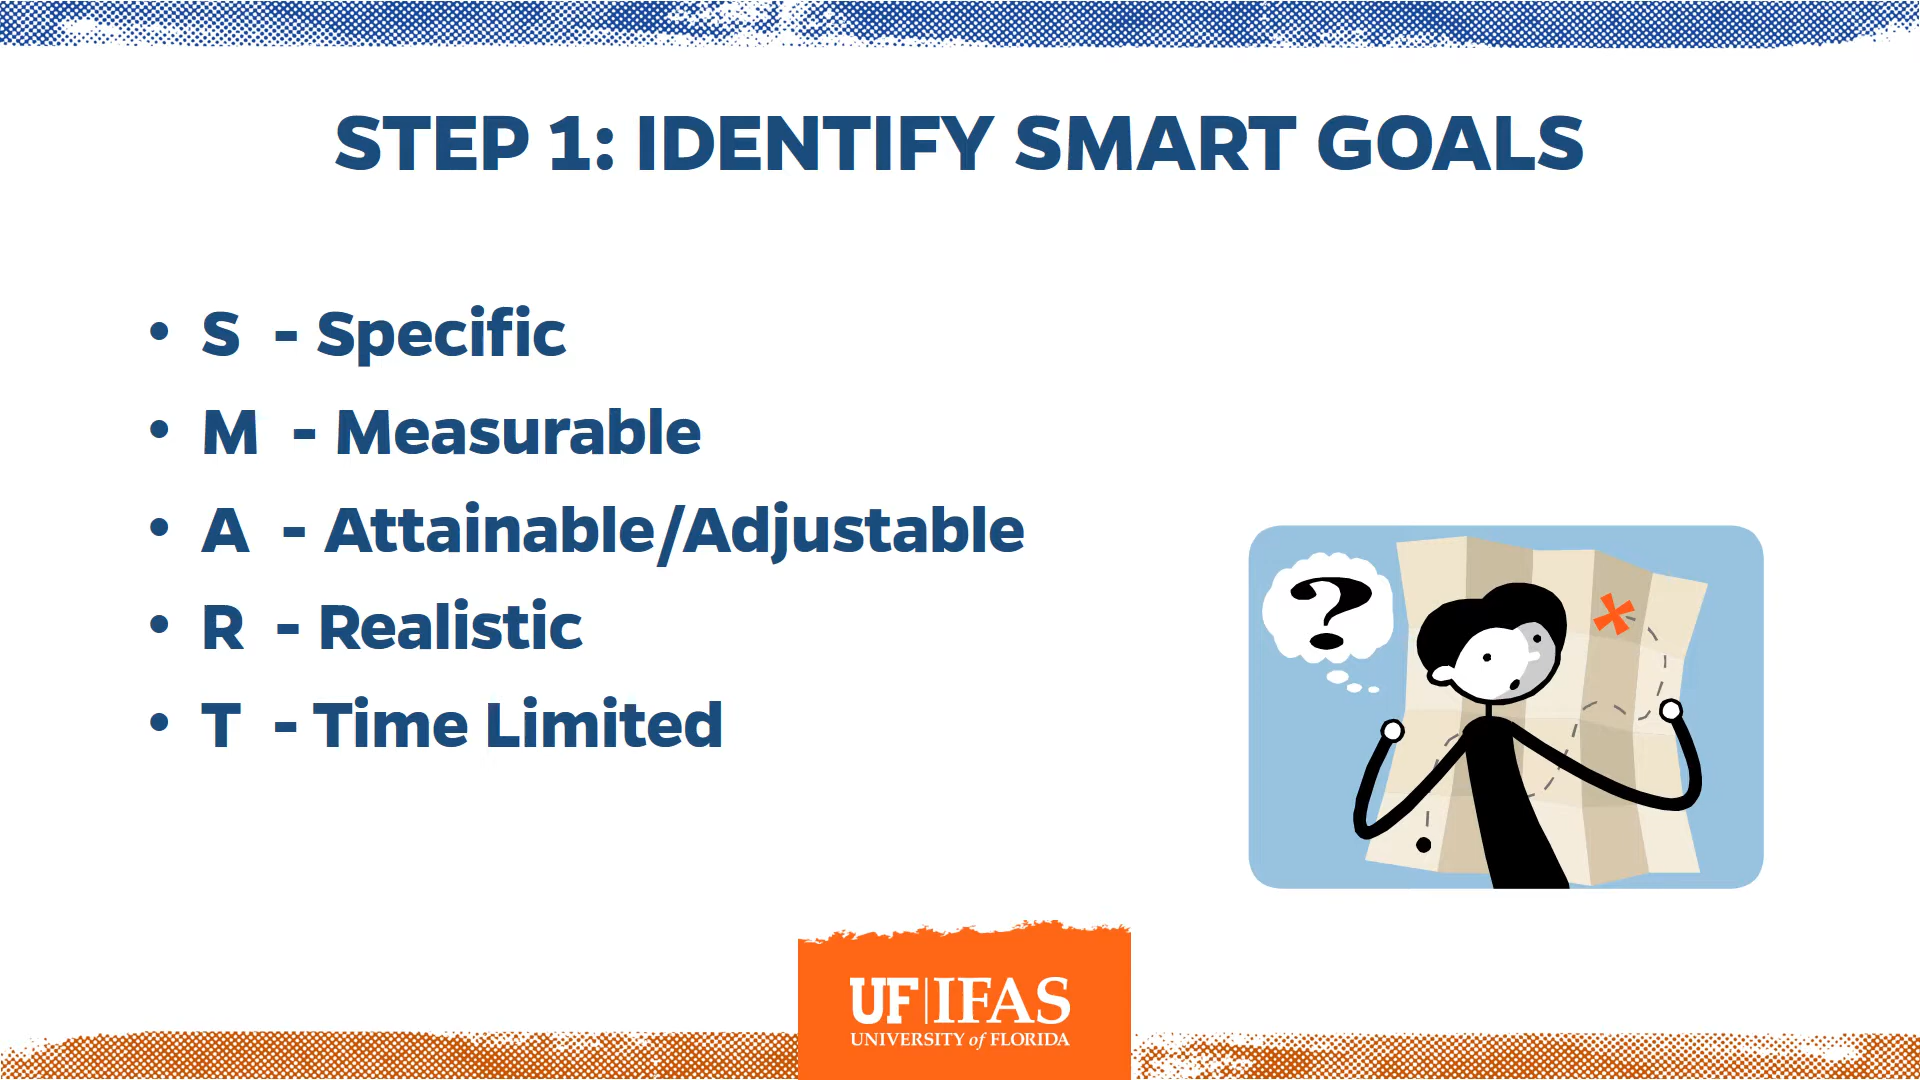 STEP 1: IDENTIFY SMART GOALS
• S - Specific
• M - Measurable
• A - Attainable/Adjustable
• R - Realistic
• T - Time Limited
?
UF|IFAS
UNIVERSITY of FLORIDA